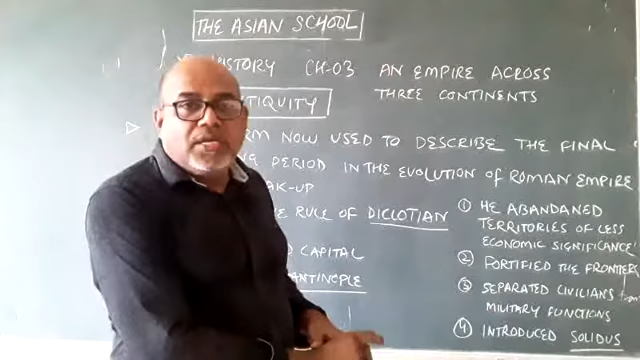 THE ASIAN SCHOOL
HISTORY CH-03 AN EMPIRE ACROSS
THREE CONTINENTS
TIQUITY
RM NOW USED TO DESCRIBE THE FINAL
PERIOD IN THE EVOLUTION OF ROMAN EMPIRE
AK-UP
RULE OF DICLOTIAN
CAPITAL
ANTINOPLE
① HE ABANDANED
TERRITORIES OF LESS
ECONOMIC SIGNIFICANCE
② FORTIFIED THE FRONTIERS
③ SEPARATED CIVILIANS from
MILITARY FUNCTIONS
④ INTRODUCED SOLIDUS